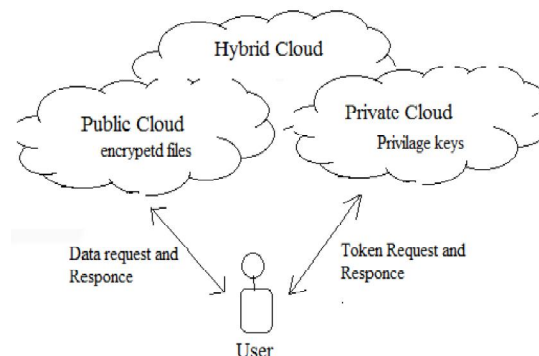 Hybrid Cloud
Public Cloud
encrypetd files
Private Cloud
Privilage keys
Data request and
Responce
Token Request and
Responce
User